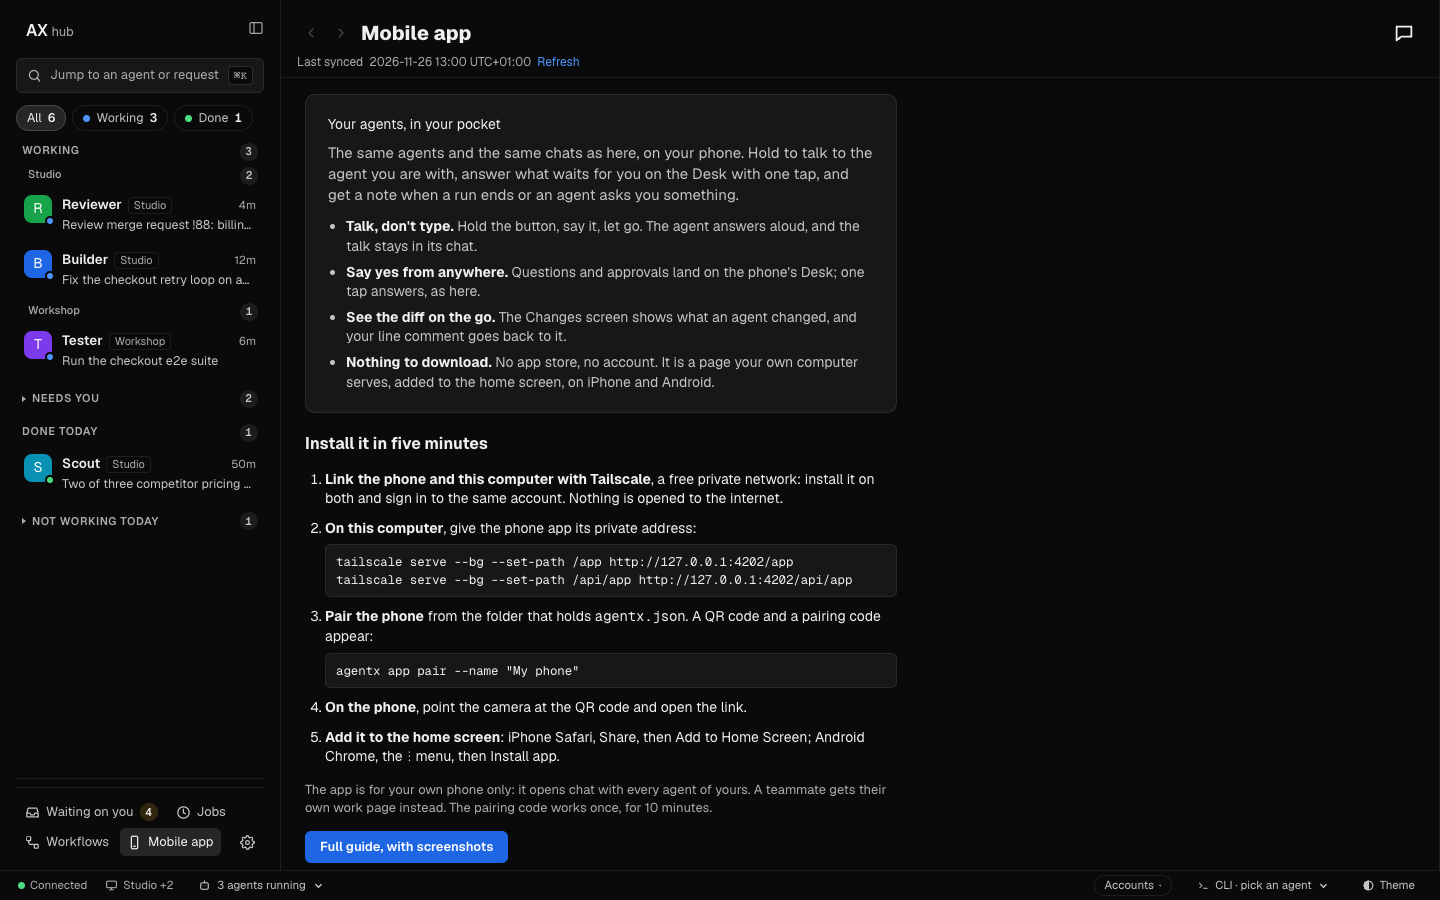 AX hub
Jump to an agent or request ⌘K
All 6 Working 3 Done 1
WORKING 3
Studio 2
R Reviewer Studio 4m
Review merge request !88: billin…
B Builder Studio 12m
Fix the checkout retry loop on a…
Workshop 1
T Tester Workshop 6m
Run the checkout e2e suite
NEEDS YOU 2
DONE TODAY 1
S Scout Studio 50m
Two of three competitor pricing …
NOT WORKING TODAY 1
Waiting on you 4 Jobs
Workflows Mobile app
Mobile app
Last synced 2026-11-26 13:00 UTC+01:00 Refresh
Your agents, in your pocket
The same agents and the same chats as here, on your phone. Hold to talk to the
agent you are with, answer what waits for you on the Desk with one tap, and
get a note when a run ends or an agent asks you something.
• Talk, don't type. Hold the button, say it, let go. The agent answers aloud, and the
talk stays in its chat.
• Say yes from anywhere. Questions and approvals land on the phone's Desk; one
tap answers, as here.
• See the diff on the go. The Changes screen shows what an agent changed, and
your line comment goes back to it.
• Nothing to download. No app store, no account. It is a page your own computer
serves, added to the home screen, on iPhone and Android.
Install it in five minutes
1. Link the phone and this computer with Tailscale, a free private network: install it on
both and sign in to the same account. Nothing is opened to the internet.
2. On this computer, give the phone app its private address:
tailscale serve --bg --set-path /app http://127.0.0.1:4202/app
tailscale serve --bg --set-path /api/app http://127.0.0.1:4202/api/app
3. Pair the phone from the folder that holds agentx.json. A QR code and a pairing code
appear:
agentx app pair --name "My phone"
4. On the phone, point the camera at the QR code and open the link.
5. Add it to the home screen: iPhone Safari, Share, then Add to Home Screen; Android
Chrome, the ⋮ menu, then Install app.
The app is for your own phone only: it opens chat with every agent of yours. A teammate gets their
own work page instead. The pairing code works once, for 10 minutes.
Full guide, with screenshots
Connected Studio +2 3 agents running Accounts · CLI · pick an agent Theme